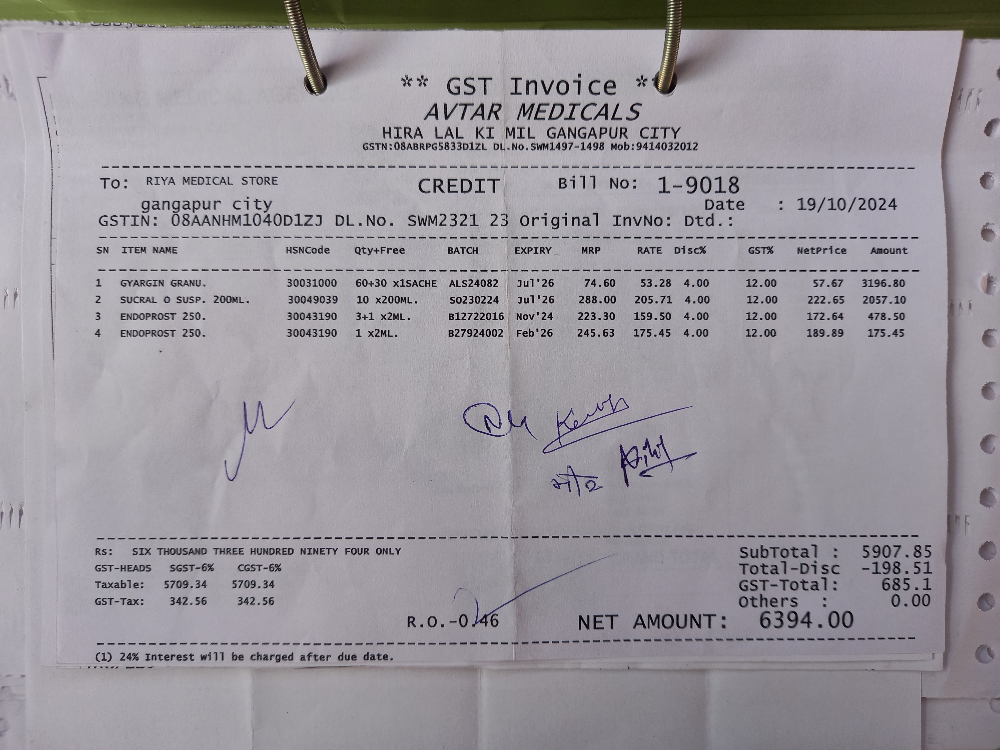 ** GST Invoice **
AVTAR MEDICALS
HIRA LAL KI MIL GANGAPUR CITY
GSTN:08ABRPG5833D1ZL DL.No.SWM1497-1498 Mob:9414032012
To: RIYA MEDICAL STORE CREDIT Bill No: 1-9018
gangapur city Date : 19/10/2024
GSTIN: 08AANHM1040D1ZJ DL.No. SWM2321 23 Original InvNo: Dtd.:
SN ITEM NAME HSNCode Qty+Free BATCH EXPIRY MRP RATE Disc% GST% NetPrice Amount
1 GYARGIN GRANU. 30031000 60+30 x1SACHE ALS24082 Jul'26 74.60 53.28 4.00 12.00 57.67 3196.80
2 SUCRAL O SUSP. 200ML. 30049039 10 x200ML. SO230224 Jul'26 288.00 205.71 4.00 12.00 222.65 2057.10
3 ENDOPROST 250. 30043190 3+1 x2ML. B12722016 Nov'24 223.30 159.50 4.00 12.00 172.64 478.50
4 ENDOPROST 250. 30043190 1 x2ML. B27924002 Feb'26 245.63 175.45 4.00 12.00 189.89 175.45
Rs: SIX THOUSAND THREE HUNDRED NINETY FOUR ONLY SubTotal : 5907.85
GST-HEADS SGST-6% CGST-6% Total-Disc -198.51
Taxable: 5709.34 5709.34 GST-Total: 685.1
GST-Tax: 342.56 342.56 Others : 0.00
R.O.-0.46 NET AMOUNT: 6394.00
(1) 24% Interest will be charged after due date.